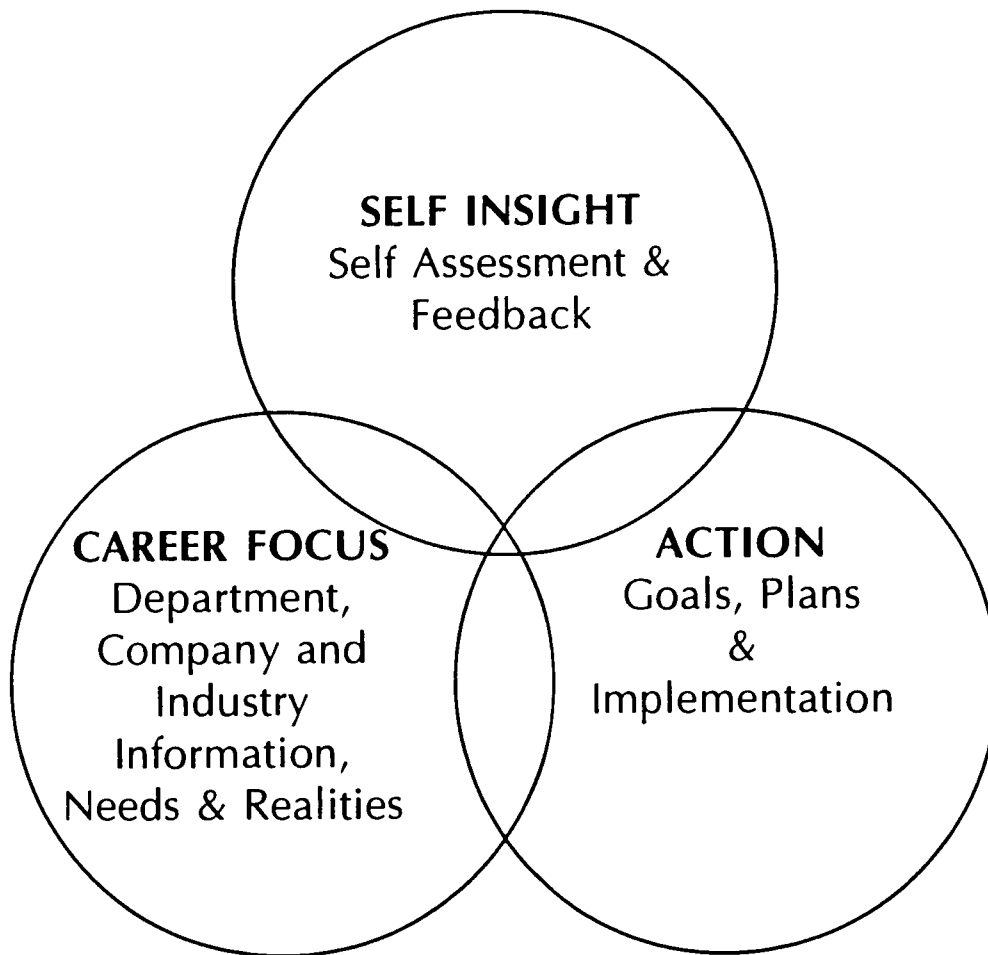 SELF INSIGHT
Self Assessment &
Feedback
CAREER FOCUS
Department,
Company and
Industry
Information,
Needs & Realities
ACTION
Goals, Plans
&
Implementation